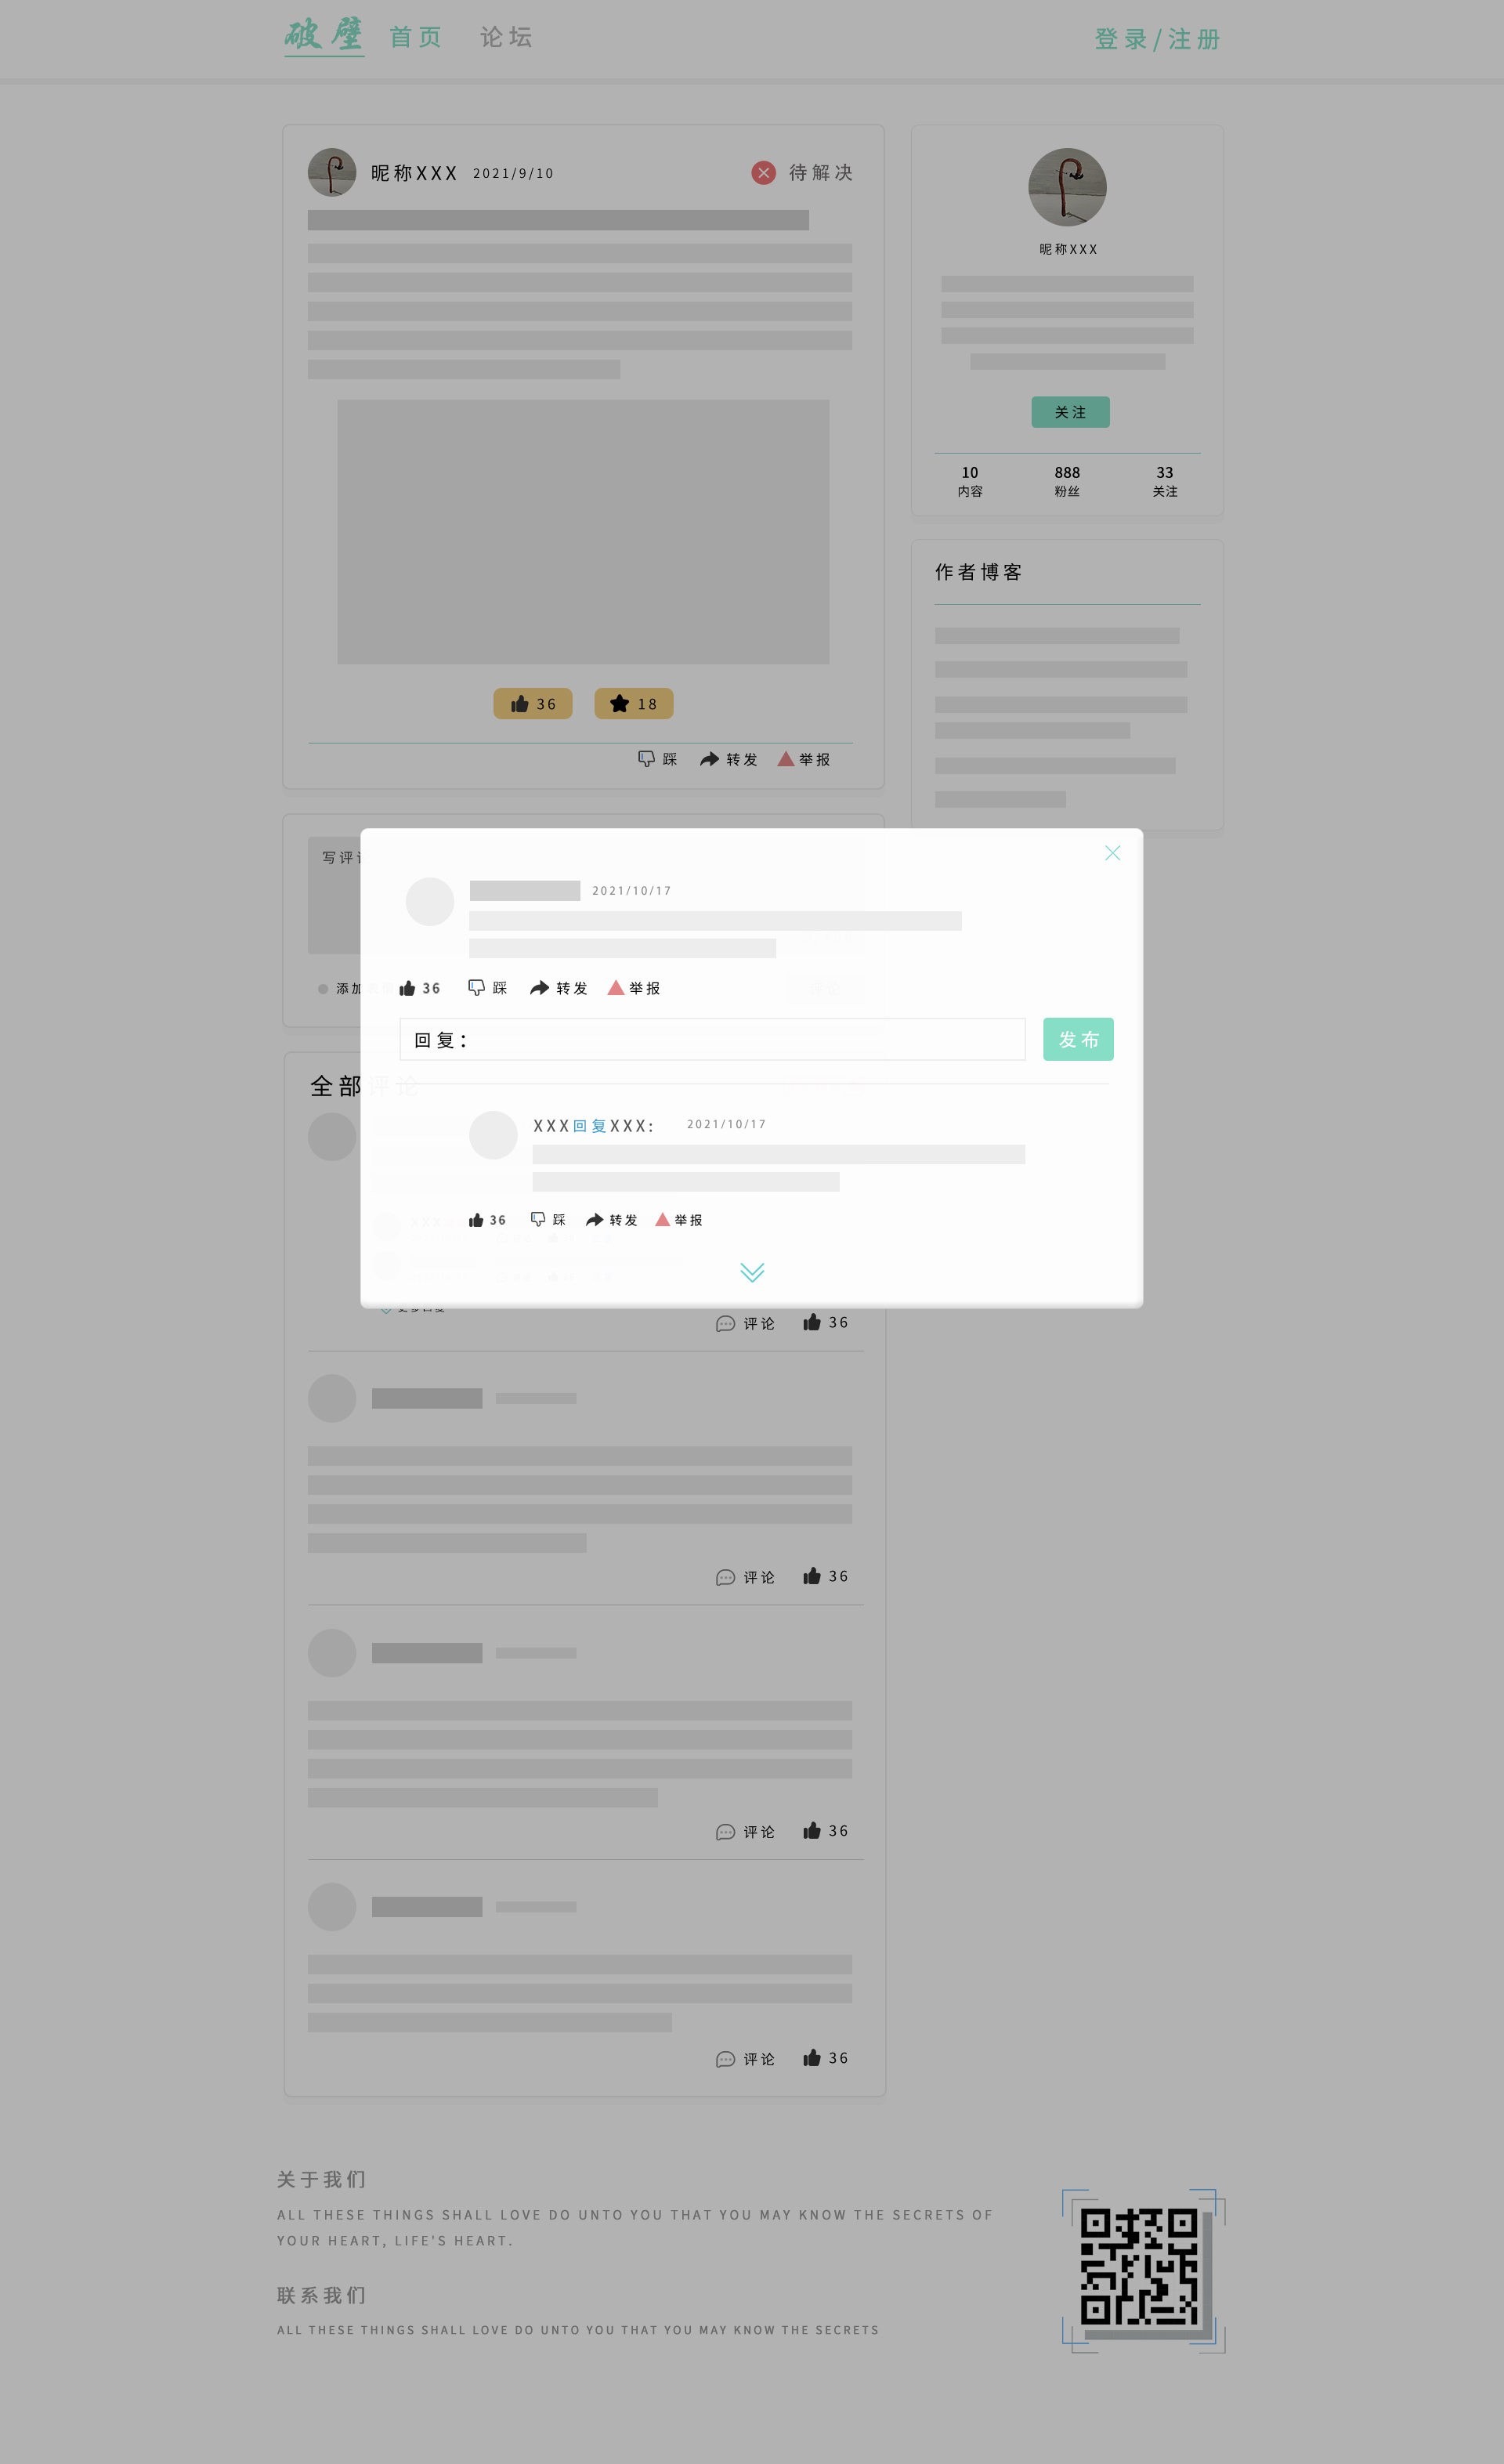 破壁 首页 论坛 登录/注册
昵称XXX 2021/9/10 待解决
36 18
踩 转发 举报
昵称XXX
关注
10 888 33
内容 粉丝 关注
作者博客
写评
添加
全部评论
2021/10/17
36 踩 转发 举报
回复：
发布
XXX回复XXX: 2021/10/17
36 踩 转发 举报
评论 36
评论 36
评论 36
评论 36
关于我们
ALL THESE THINGS SHALL LOVE DO UNTO YOU THAT YOU MAY KNOW THE SECRETS OF
YOUR HEART, LIFE'S HEART.
联系我们
ALL THESE THINGS SHALL LOVE DO UNTO YOU THAT YOU MAY KNOW THE SECRETS